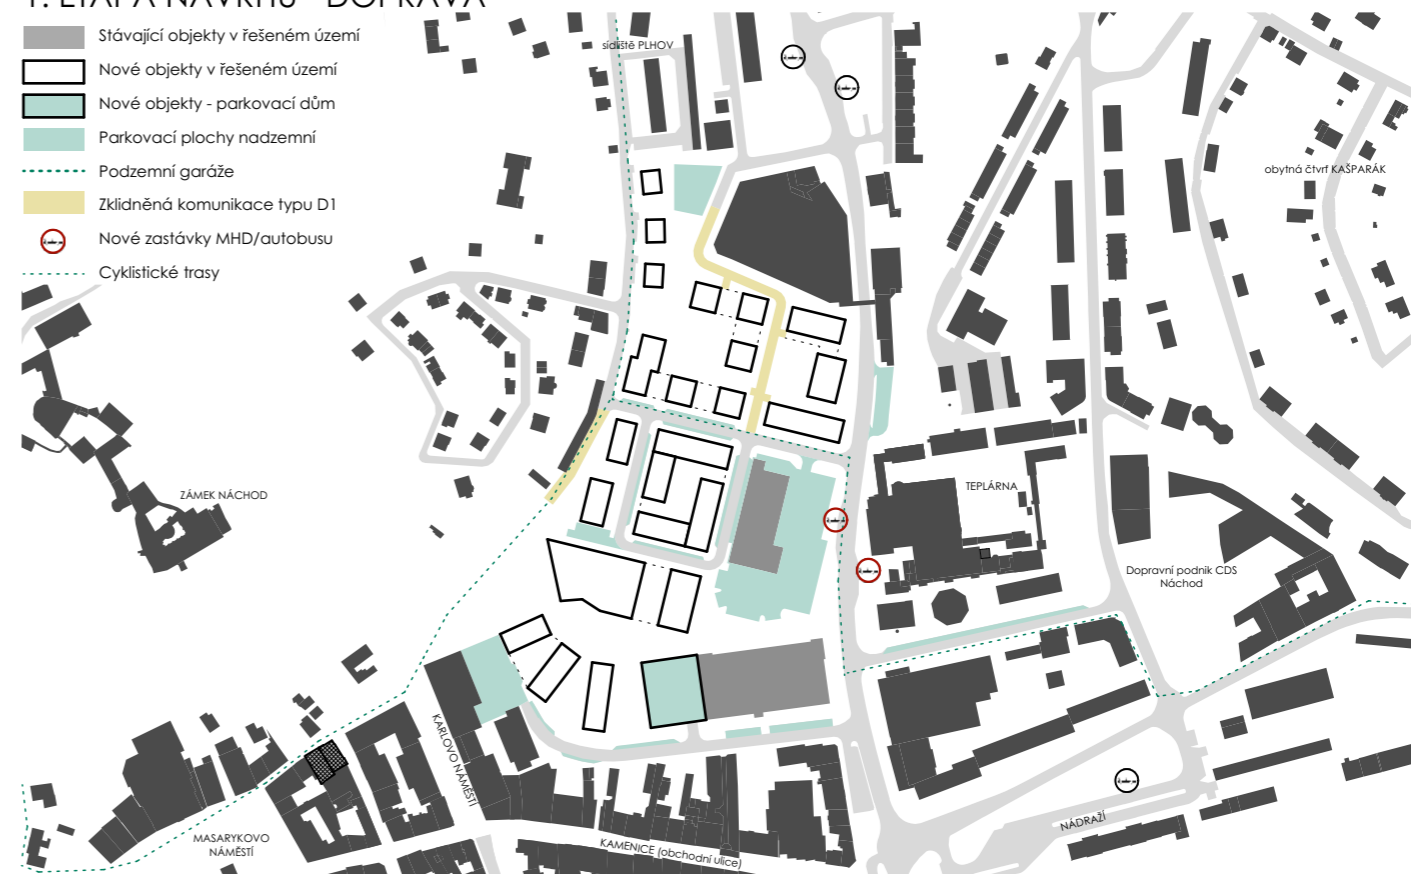 1. ETAPA NÁVRHU - DOPRAVA
Stávající objekty v řešeném území
Nové objekty v řešeném území
Nové objekty - parkovací dům
Parkovací plochy nadzemní
Podzemní garáže
Zklidněná komunikace typu D1
Nové zastávky MHD/autobusu
Cyklistické trasy
sídliště PLHOV
obytná čtvrť KAŠPARÁK
ZÁMEK NÁCHOD
TEPLÁRNA
Dopravní podnik CDS
Náchod
KARLOVO NÁMĚSTÍ
MASARYKOVO
NÁMĚSTÍ
KAMENICE (obchodní ulice)
NÁDRAŽÍ